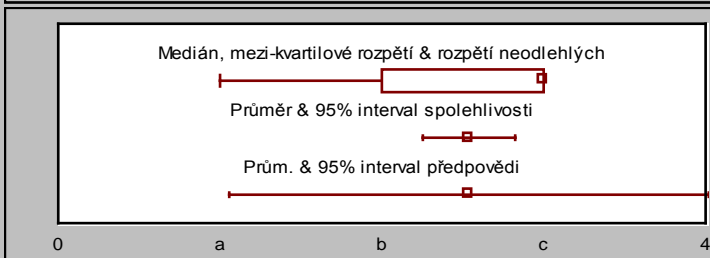 Medián, mezi-kvartilové rozpětí & rozpětí neodlehlých
Průměr & 95% interval spolehlivosti
Prům. & 95% interval předpovědi
0 a b c 4